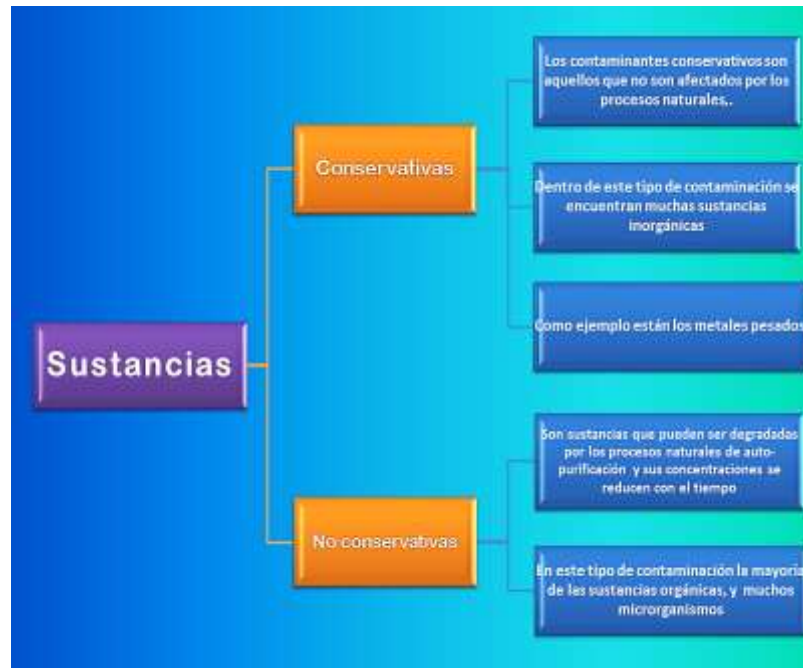 Sustancias
Conservativas
Los contaminantes conservativos son
aquellos que no son afectados por los
procesos naturales,.
Dentro de este tipo de contaminación se
encuentran muchas sustancias
inorgánicas
Como ejemplo están los metales pesados
No conservativas
Son sustancias que pueden ser degradadas
por los procesos naturales de auto-
purificación y sus concentraciones se
reducen con el tiempo
En este tipo de contaminación la mayoría
de las sustancias orgánicas, y muchos
microrganismos